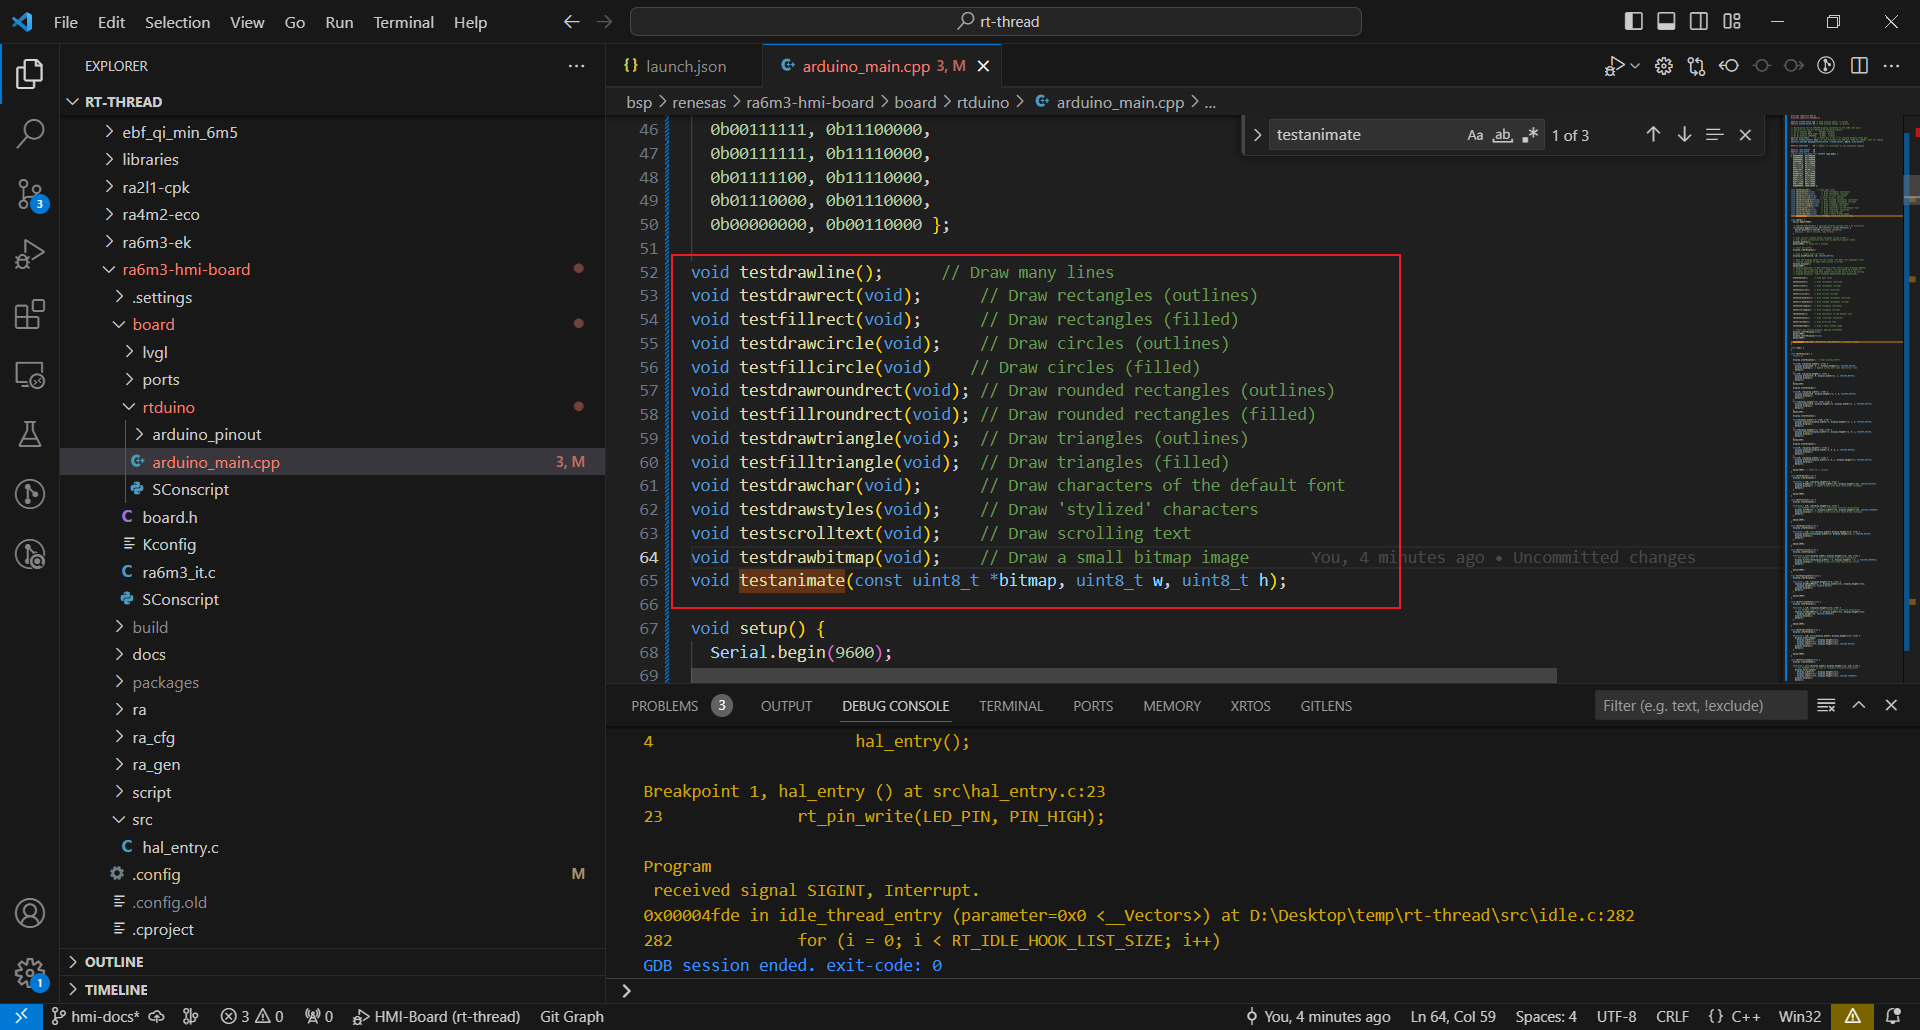 File Edit Selection View Go Run Terminal Help
rt-thread
EXPLORER
RT-THREAD
ebf_qi_min_6m5
libraries
ra2l1-cpk
ra4m2-eco
ra6m3-ek
ra6m3-hmi-board
.settings
board
lvgl
ports
rtduino
arduino_pinout
arduino_main.cpp 3, M
SConscript
board.h
Kconfig
ra6m3_it.c
SConscript
build
docs
packages
ra
ra_cfg
ra_gen
script
src
hal_entry.c
.config M
.config.old
.cproject
OUTLINE
TIMELINE
3
1
launch.json
arduino_main.cpp 3, M
bsp > renesas > ra6m3-hmi-board > board > rtduino > arduino_main.cpp > ...
testanimate Aa ab 1 of 3
46 0b00111111, 0b11100000,
47 0b00111111, 0b11110000,
48 0b01111100, 0b11110000,
49 0b01110000, 0b01110000,
50 0b00000000, 0b00110000 };
51
52 void testdrawline(); // Draw many lines
53 void testdrawrect(void); // Draw rectangles (outlines)
54 void testfillrect(void); // Draw rectangles (filled)
55 void testdrawcircle(void); // Draw circles (outlines)
56 void testfillcircle(void) // Draw circles (filled)
57 void testdrawroundrect(void); // Draw rounded rectangles (outlines)
58 void testfillroundrect(void); // Draw rounded rectangles (filled)
59 void testdrawtriangle(void); // Draw triangles (outlines)
60 void testfilltriangle(void); // Draw triangles (filled)
61 void testdrawchar(void); // Draw characters of the default font
62 void testdrawstyles(void); // Draw 'stylized' characters
63 void testscrolltext(void); // Draw scrolling text
64 void testdrawbitmap(void); // Draw a small bitmap image You, 4 minutes ago • Uncommitted changes
65 void testanimate(const uint8_t *bitmap, uint8_t w, uint8_t h);
66
67 void setup() {
68 Serial.begin(9600);
69
PROBLEMS 3 OUTPUT DEBUG CONSOLE TERMINAL PORTS MEMORY XRTOS GITLENS
Filter (e.g. text, !exclude)
4 hal_entry();
Breakpoint 1, hal_entry () at src\hal_entry.c:23
23 rt_pin_write(LED_PIN, PIN_HIGH);
Program
received signal SIGINT, Interrupt.
0x00004fde in idle_thread_entry (parameter=0x0 <__Vectors>) at D:\Desktop\temp\rt-thread\src\idle.c:282
282 for (i = 0; i < RT_IDLE_HOOK_LIST_SIZE; i++)
GDB session ended. exit-code: 0
hmi-docs* 3 0 0 HMI-Board (rt-thread) Git Graph
You, 4 minutes ago Ln 64, Col 59 Spaces: 4 UTF-8 CRLF {} C++ Win32